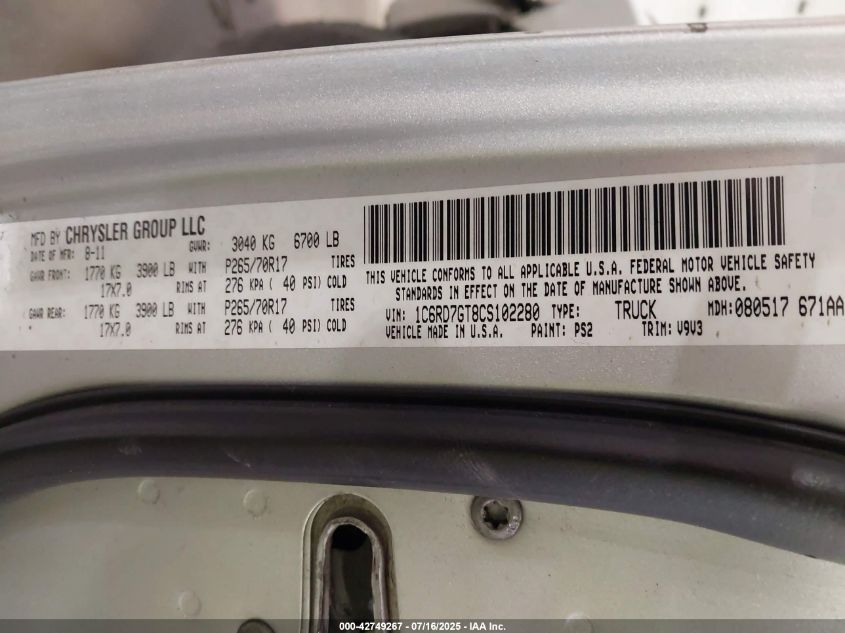 MFD BY CHRYSLER GROUP LLC
DATE OF MFR: 8-11 GVWR: 3040 KG 6700 LB
GAWR FRONT: 1770 KG 3900 LB WITH P265/70R17 TIRES
17X7.0 RIMS AT 276 KPA ( 40 PSI) COLD
GAWR REAR: 1770 KG 3900 LB WITH P265/70R17 TIRES
17X7.0 RIMS AT 276 KPA ( 40 PSI) COLD
THIS VEHICLE CONFORMS TO ALL APPLICABLE U.S.A. FEDERAL MOTOR VEHICLE SAFETY
STANDARDS IN EFFECT ON THE DATE OF MANUFACTURE SHOWN ABOVE.
VIN: 1C6RD7GT8CS102280 TYPE: TRUCK MDH:080517 671AA
VEHICLE MADE IN U.S.A. PAINT: PS2 TRIM: V9V3
000-42749267 - 07/16/2025 - IAA Inc.